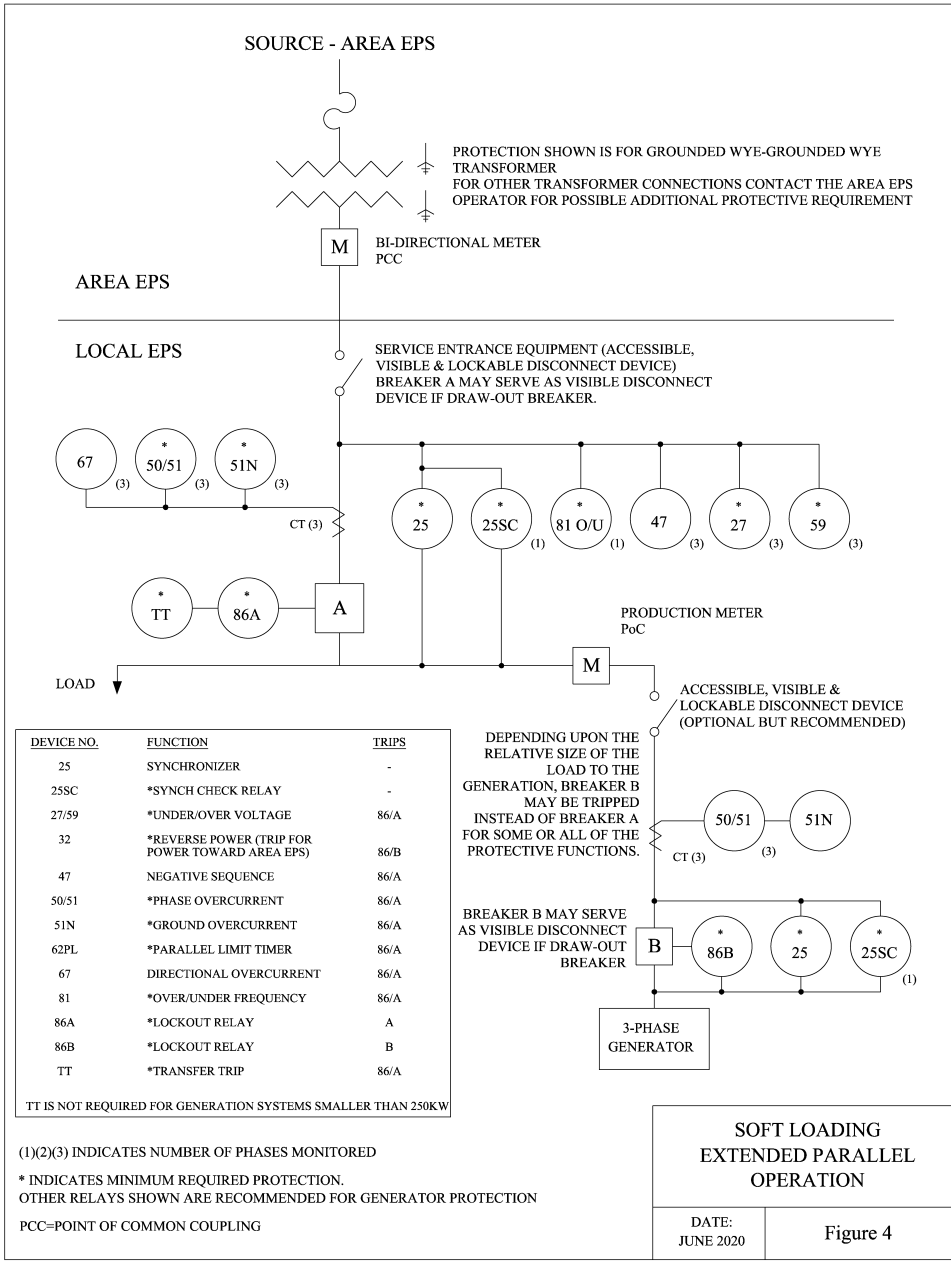 SOURCE - AREA EPS
PROTECTION SHOWN IS FOR GROUNDED WYE-GROUNDED WYE
TRANSFORMER
FOR OTHER TRANSFORMER CONNECTIONS CONTACT THE AREA EPS
OPERATOR FOR POSSIBLE ADDITIONAL PROTECTIVE REQUIREMENT
M
BI-DIRECTIONAL METER
PCC
AREA EPS
LOCAL EPS
SERVICE ENTRANCE EQUIPMENT (ACCESSIBLE,
VISIBLE & LOCKABLE DISCONNECT DEVICE)
BREAKER A MAY SERVE AS VISIBLE DISCONNECT
DEVICE IF DRAW-OUT BREAKER.
67
(3)
*
50/51
(3)
*
51N
(3)
CT (3)
*
25
*
25SC
(1)
*
81 O/U
(1)
47
(3)
*
27
(3)
*
59
(3)
*
TT
*
86A
A
PRODUCTION METER
PoC
M
LOAD
ACCESSIBLE, VISIBLE &
LOCKABLE DISCONNECT DEVICE
(OPTIONAL BUT RECOMMENDED)
DEPENDING UPON THE
RELATIVE SIZE OF THE
LOAD TO THE
GENERATION, BREAKER B
MAY BE TRIPPED
INSTEAD OF BREAKER A
FOR SOME OR ALL OF THE
PROTECTIVE FUNCTIONS.
CT (3)
50/51
(3)
51N
BREAKER B MAY SERVE
AS VISIBLE DISCONNECT
DEVICE IF DRAW-OUT
BREAKER
B
*
86B
*
25
*
25SC
(1)
3-PHASE
GENERATOR
DEVICE NO. FUNCTION TRIPS
25 SYNCHRONIZER -
25SC *SYNCH CHECK RELAY -
27/59 *UNDER/OVER VOLTAGE 86/A
32 *REVERSE POWER (TRIP FOR
POWER TOWARD AREA EPS) 86/B
47 NEGATIVE SEQUENCE 86/A
50/51 *PHASE OVERCURRENT 86/A
51N *GROUND OVERCURRENT 86/A
62PL *PARALLEL LIMIT TIMER 86/A
67 DIRECTIONAL OVERCURRENT 86/A
81 *OVER/UNDER FREQUENCY 86/A
86A *LOCKOUT RELAY A
86B *LOCKOUT RELAY B
TT *TRANSFER TRIP 86/A
TT IS NOT REQUIRED FOR GENERATION SYSTEMS SMALLER THAN 250KW
(1)(2)(3) INDICATES NUMBER OF PHASES MONITORED
* INDICATES MINIMUM REQUIRED PROTECTION.
OTHER RELAYS SHOWN ARE RECOMMENDED FOR GENERATOR PROTECTION
PCC=POINT OF COMMON COUPLING
SOFT LOADING
EXTENDED PARALLEL
OPERATION
DATE:
JUNE 2020
Figure 4